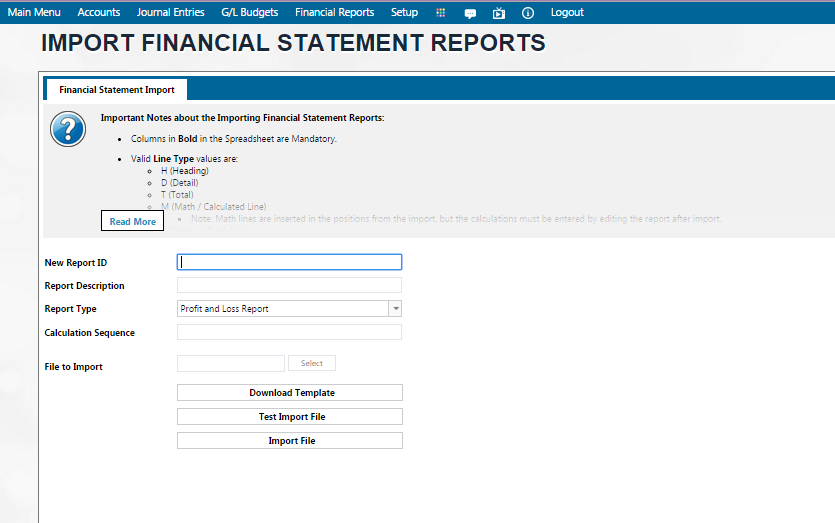 Main Menu Accounts Journal Entries G/L Budgets Financial Reports Setup Logout
IMPORT FINANCIAL STATEMENT REPORTS
Financial Statement Import
Important Notes about the Importing Financial Statement Reports:
• Columns in Bold in the Spreadsheet are Mandatory.
• Valid Line Type values are:
H (Heading)
D (Detail)
T (Total)
M (Math / Calculated Line)
Note: Math lines are inserted in the positions from the import, but the calculations must be entered by editing the report after import.
Read More
New Report ID
Report Description
Report Type Profit and Loss Report
Calculation Sequence
File to Import Select
Download Template
Test Import File
Import File